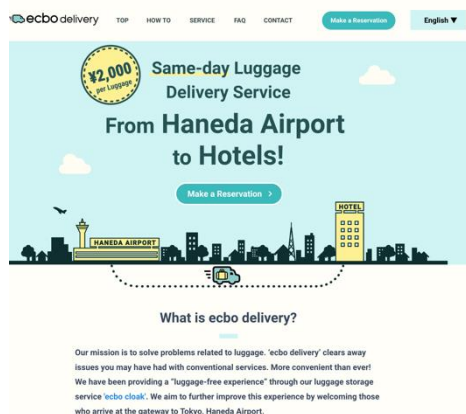 ecbo delivery TOP HOW TO SERVICE FAQ CONTACT Make a Reservation English ▼
¥2,000
per Luggage
Same-day Luggage
Delivery Service
From Haneda Airport
to Hotels!
Make a Reservation >
HOTEL
HANEDA AIRPORT
What is ecbo delivery?
Our mission is to solve problems related to luggage. 'ecbo delivery' clears away
issues you may have had with conventional services. More convenient than ever!
We have been providing a "luggage-free experience" through our luggage storage
service 'ecbo cloak'. We aim to further improve this experience by welcoming those
who arrive at the gateway to Tokyo, Haneda Airport.